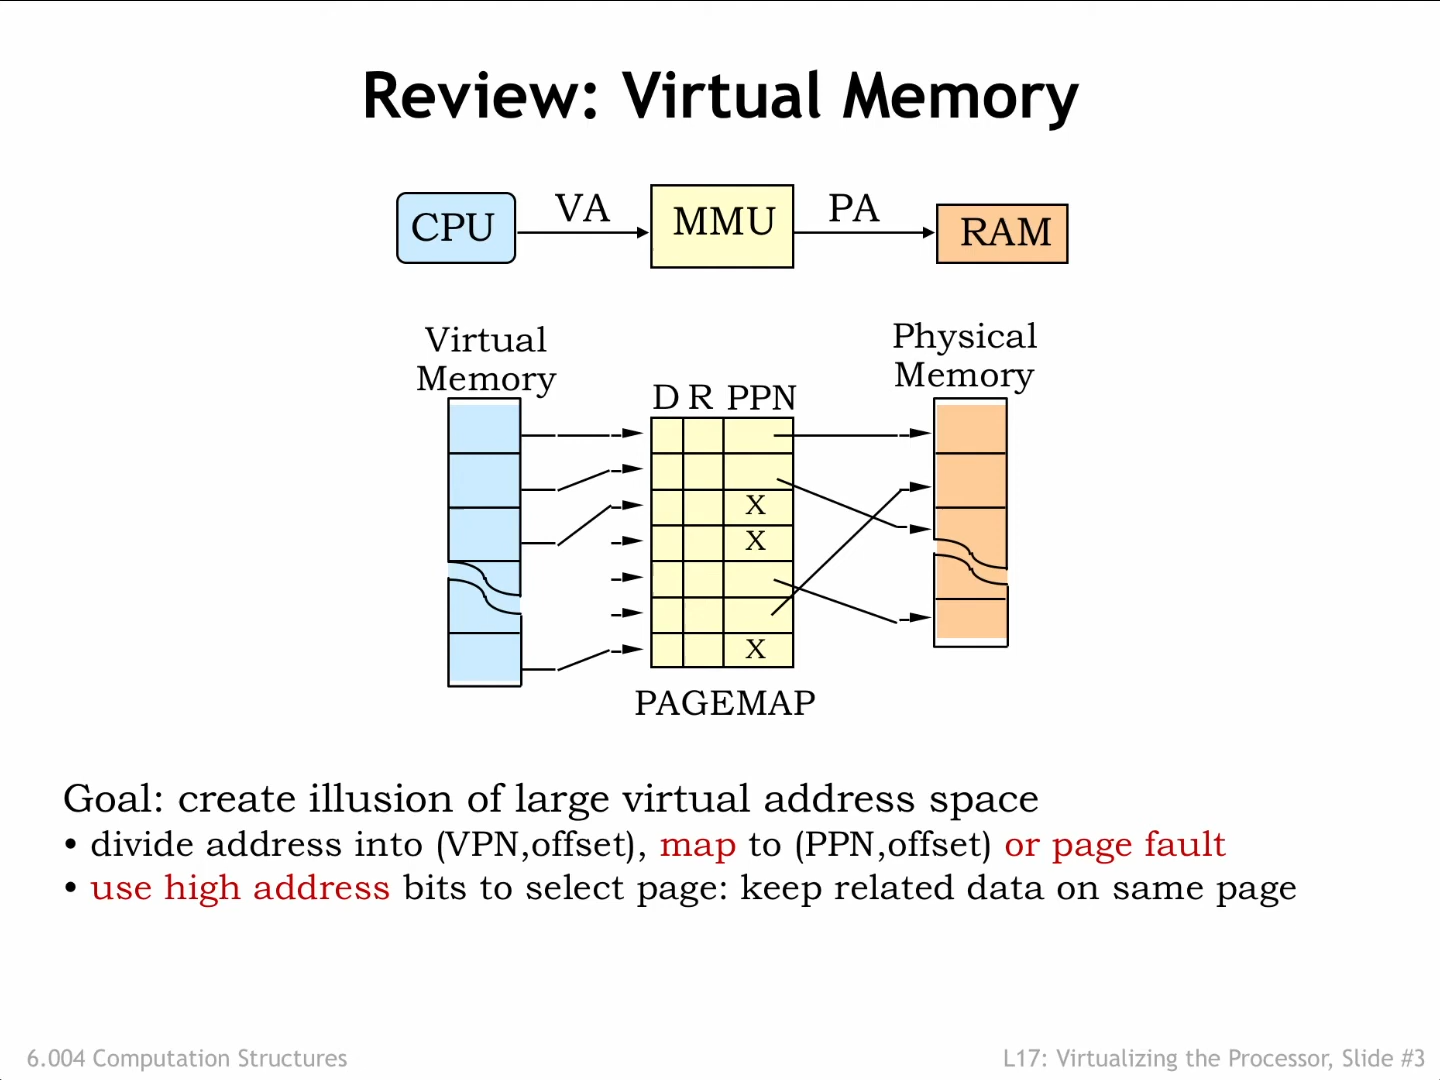 Review: Virtual Memory
CPU
VA
MMU
PA
RAM
Virtual
Memory
D R PPN
Physical
Memory
X
X
X
PAGEMAP
Goal: create illusion of large virtual address space
• divide address into (VPN,offset), map to (PPN,offset) or page fault
• use high address bits to select page: keep related data on same page
6.004 Computation Structures
L17: Virtualizing the Processor, Slide #3